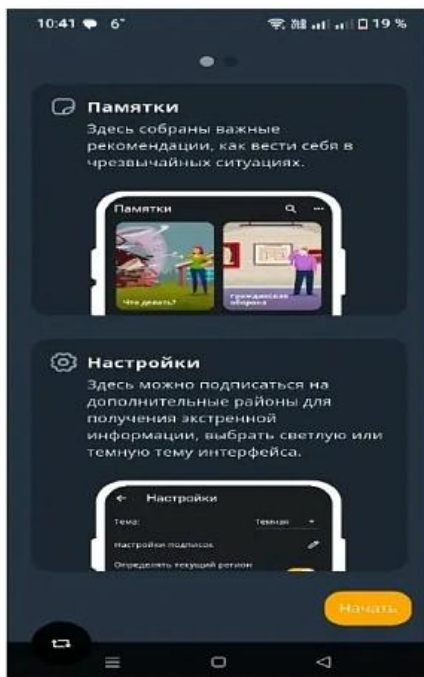 10:41 6° 19 %
Памятки
Здесь собраны важные
рекомендации, как вести себя в
чрезвычайных ситуациях.
Памятки
Что делать?
Гражданская
оборона
Настройки
Здесь можно подписаться на
дополнительные районы для
получения экстренной
информации, выбрать светлую или
темную тему интерфейса.
Настройки
Тема: Темная
Настройки подписок
Определять текущий регион
Начать